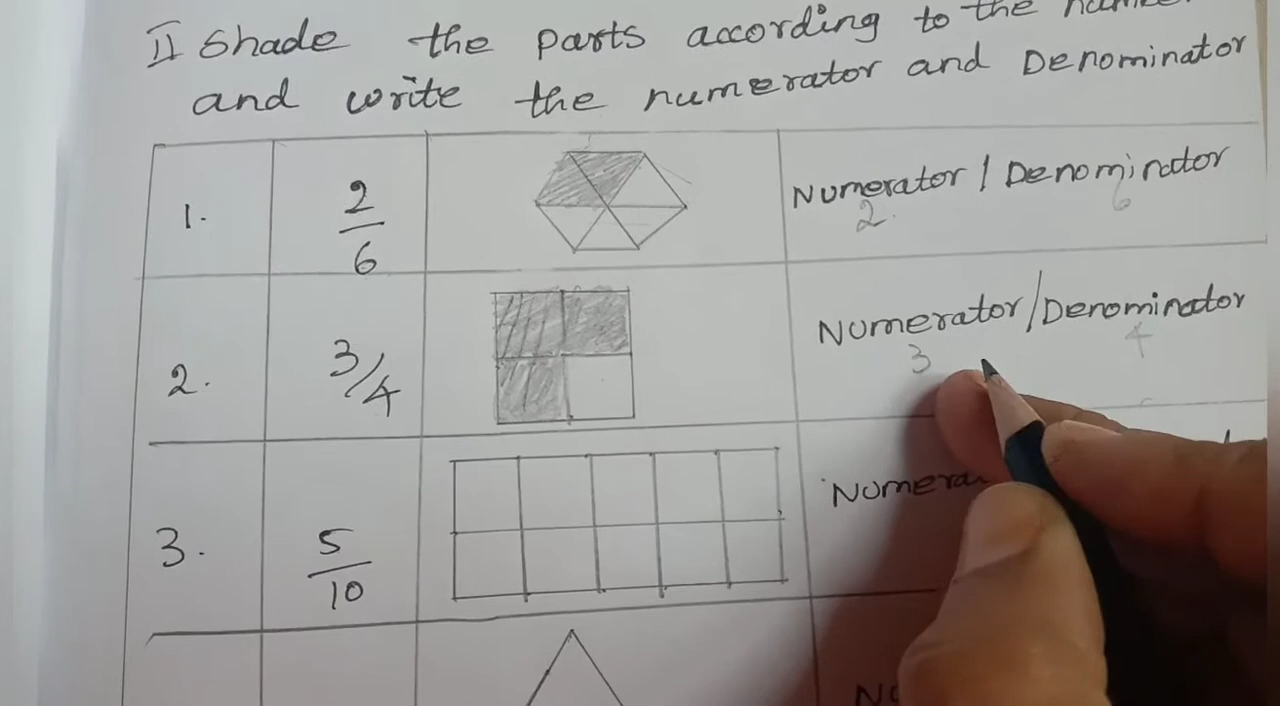 II Shade the parts according to the
and write the numerator and Denominator
1.
2
6
Numerator / Denominator
2. 6
2.
3/4
Numerator/Denominator
3 4
3.
5
10